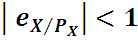 | e_{X/P_X} | < 1